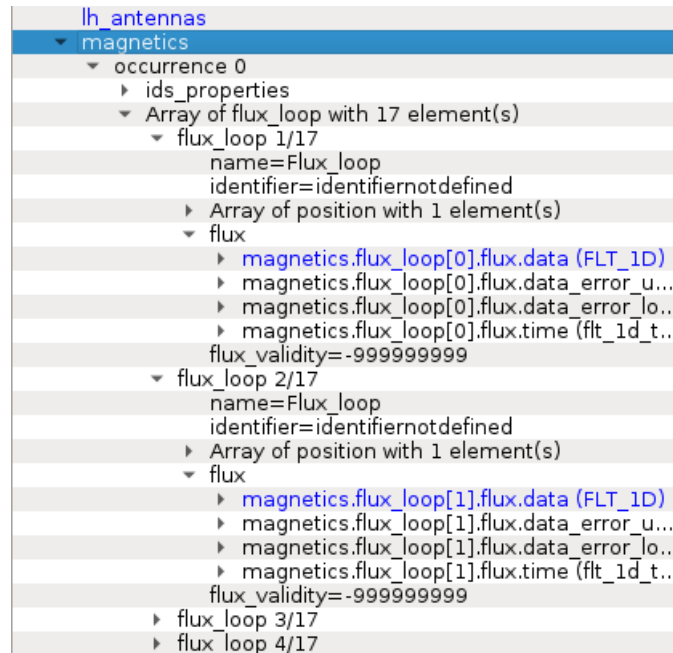 lh_antennas
magnetics
occurrence 0
ids_properties
Array of flux_loop with 17 element(s)
flux_loop 1/17
name=Flux_loop
identifier=identifiernotdefined
Array of position with 1 element(s)
flux
magnetics.flux_loop[0].flux.data (FLT_1D)
magnetics.flux_loop[0].flux.data_error_u...
magnetics.flux_loop[0].flux.data_error_lo...
magnetics.flux_loop[0].flux.time (flt_1d_t...
flux_validity=-999999999
flux_loop 2/17
name=Flux_loop
identifier=identifiernotdefined
Array of position with 1 element(s)
flux
magnetics.flux_loop[1].flux.data (FLT_1D)
magnetics.flux_loop[1].flux.data_error_u...
magnetics.flux_loop[1].flux.data_error_lo...
magnetics.flux_loop[1].flux.time (flt_1d_t...
flux_validity=-999999999
flux_loop 3/17
flux_loop 4/17